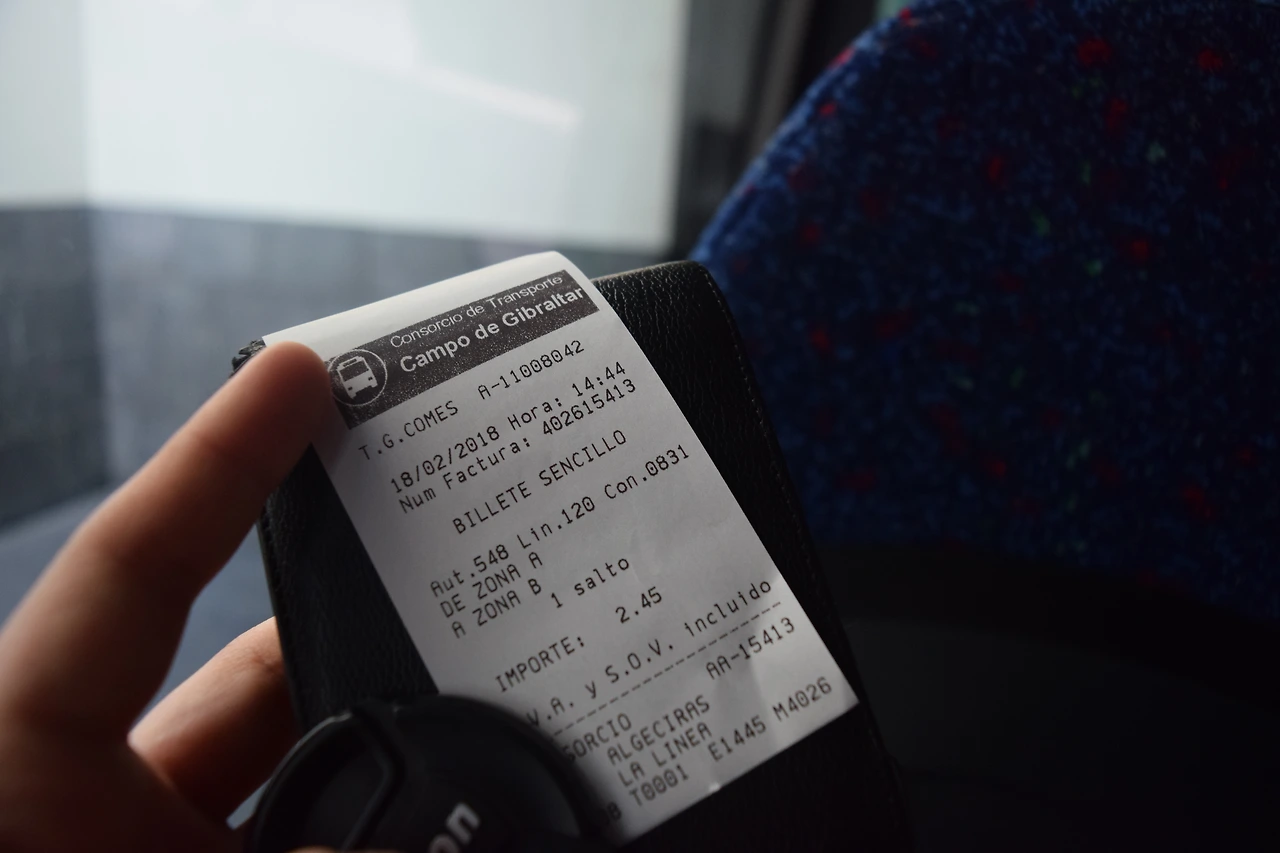 Consorcio de Transporte
Campo de Gibraltar
T.G.COMES A-11008042
18/02/2018 Hora: 14:44
Num Factura: 402615413
BILLETE SENCILLO
Aut.548 Lin.120 Con.0831
DE ZONA A
A ZONA B
1 salto
IMPORTE: 2.45
V.A. y S.O.V. incluido
AA-15413
SORCIO
ALGECIRAS
LA LINEA
T0001 E1445 M4026
on